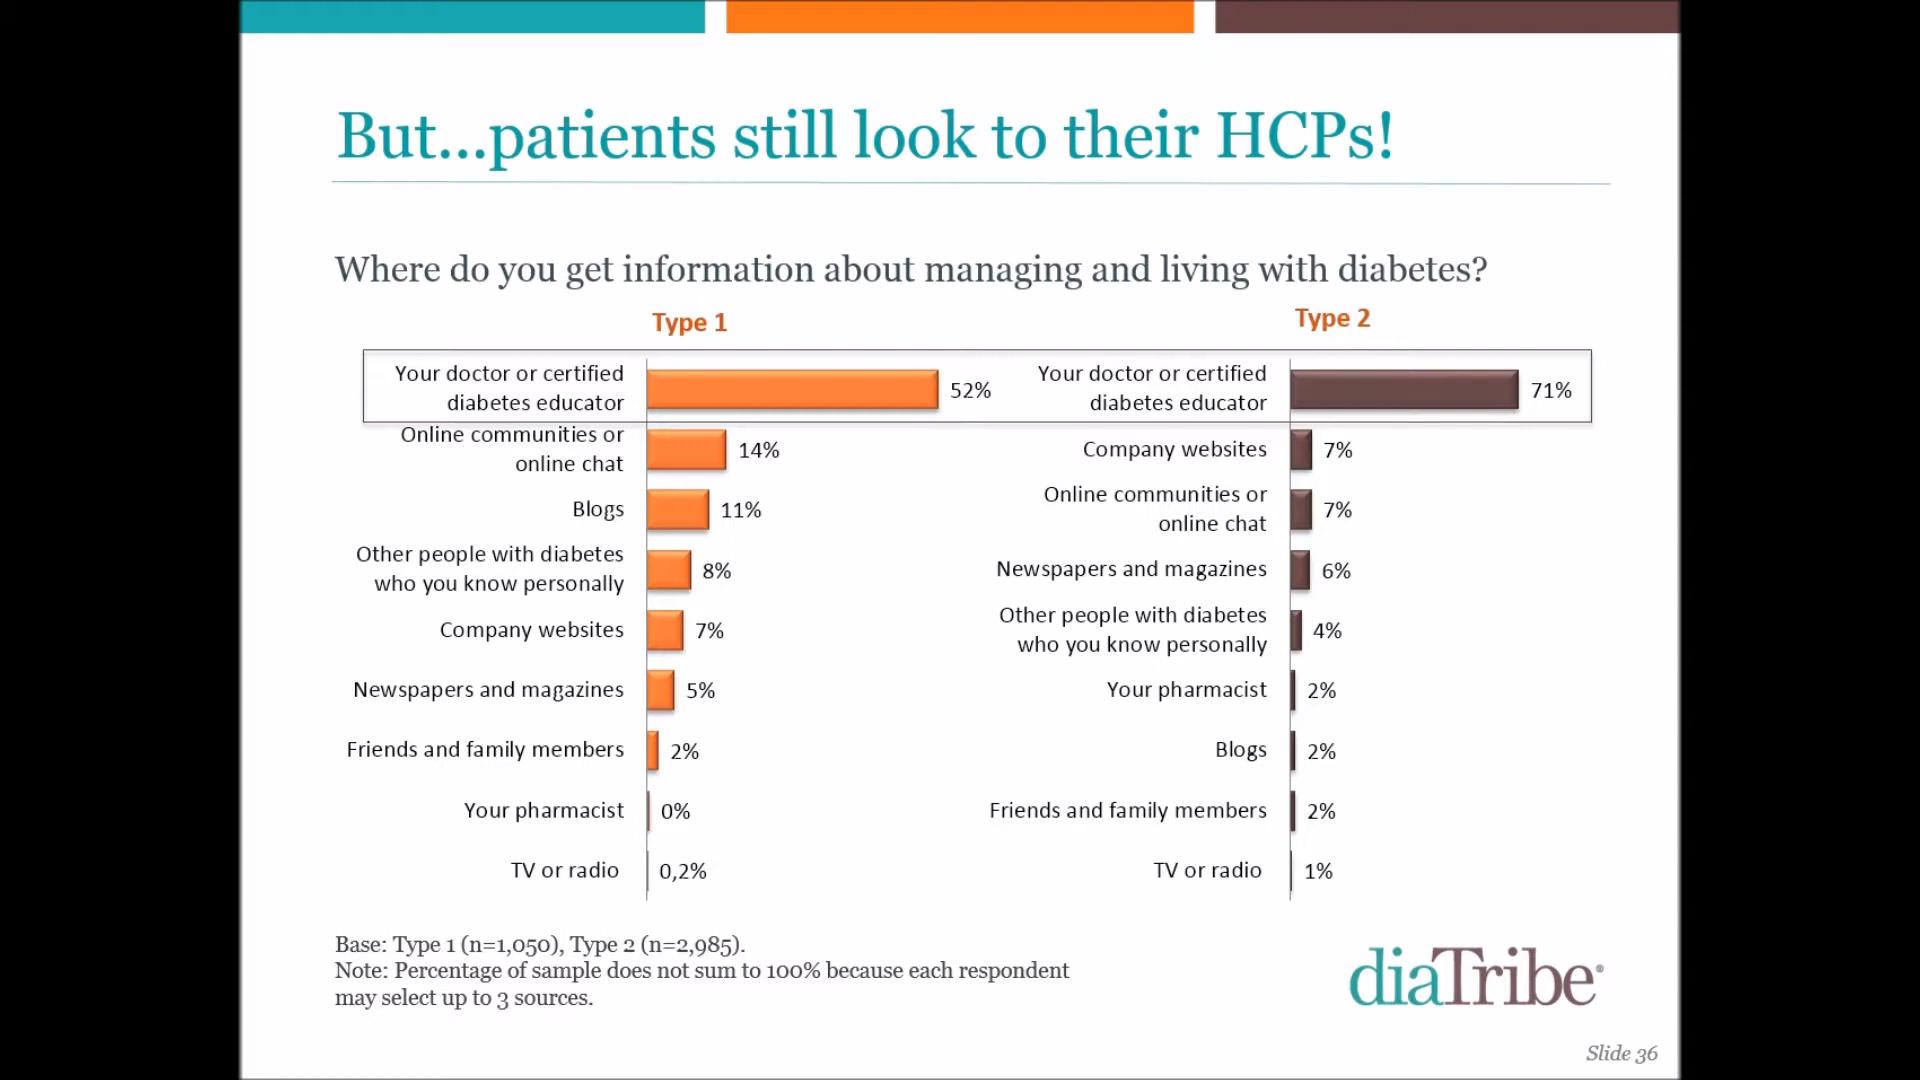 But...patients still look to their HCPs!
Where do you get information about managing and living with diabetes?
Type 1
Your doctor or certified
diabetes educator
52%
Online communities or
online chat
14%
Blogs
11%
Other people with diabetes
who you know personally
8%
Company websites
7%
Newspapers and magazines
5%
Friends and family members
2%
Your pharmacist
0%
TV or radio
0,2%
Type 2
Your doctor or certified
diabetes educator
71%
Company websites
7%
Online communities or
online chat
7%
Newspapers and magazines
6%
Other people with diabetes
who you know personally
4%
Your pharmacist
2%
Blogs
2%
Friends and family members
2%
TV or radio
1%
Base: Type 1 (n=1,050), Type 2 (n=2,985).
Note: Percentage of sample does not sum to 100% because each respondent
may select up to 3 sources.
diaTribe®
Slide 36